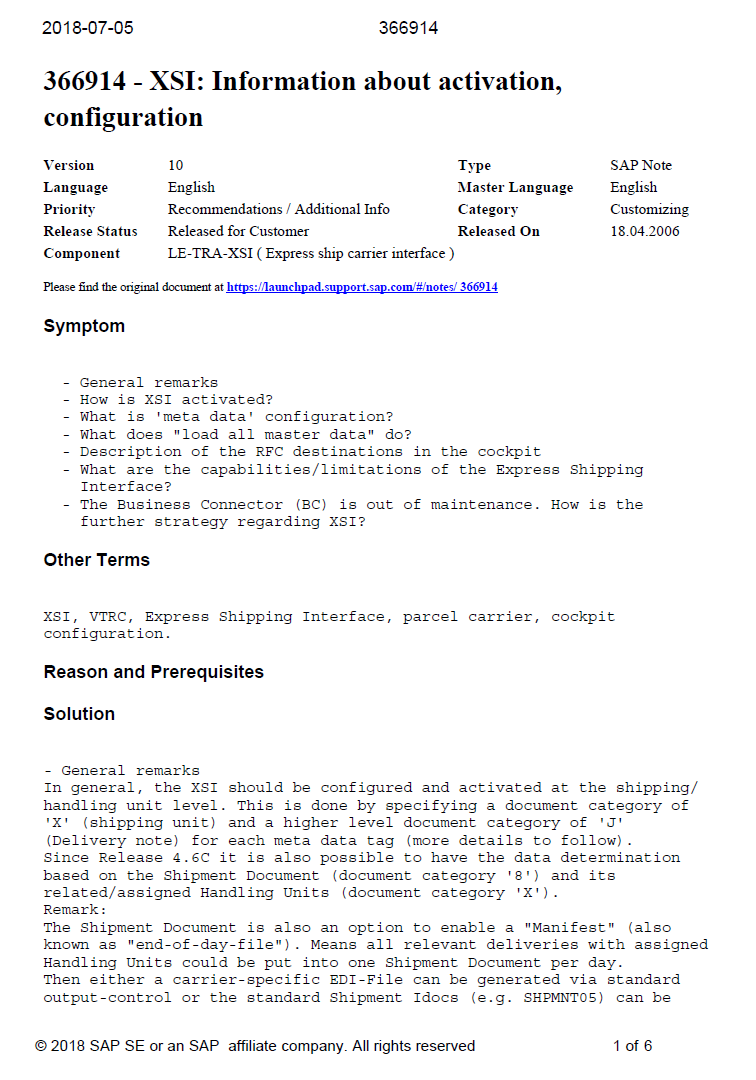 2018-07-05 366914
366914 - XSI: Information about activation,
configuration
Version 10 Type SAP Note
Language English Master Language English
Priority Recommendations / Additional Info Category Customizing
Release Status Released for Customer Released On 18.04.2006
Component LE-TRA-XSI ( Express ship carrier interface )
Please find the original document at https://launchpad.support.sap.com/#/notes/ 366914
Symptom
- General remarks
- How is XSI activated?
- What is 'meta data' configuration?
- What does "load all master data" do?
- Description of the RFC destinations in the cockpit
- What are the capabilities/limitations of the Express Shipping
Interface?
- The Business Connector (BC) is out of maintenance. How is the
further strategy regarding XSI?
Other Terms
XSI, VTRC, Express Shipping Interface, parcel carrier, cockpit
configuration.
Reason and Prerequisites
Solution
- General remarks
In general, the XSI should be configured and activated at the shipping/
handling unit level. This is done by specifying a document category of
'X' (shipping unit) and a higher level document category of 'J'
(Delivery note) for each meta data tag (more details to follow).
Since Release 4.6C it is also possible to have the data determination
based on the Shipment Document (document category '8') and its
related/assigned Handling Units (document category 'X').
Remark:
The Shipment Document is also an option to enable a "Manifest" (also
known as "end-of-day-file"). Means all relevant deliveries with assigned
Handling Units could be put into one Shipment Document per day.
Then either a carrier-specific EDI-File can be generated via standard
output-control or the standard Shipment Idocs (e.g. SHPMNT05) can be
© 2018 SAP SE or an SAP affiliate company. All rights reserved 1 of 6